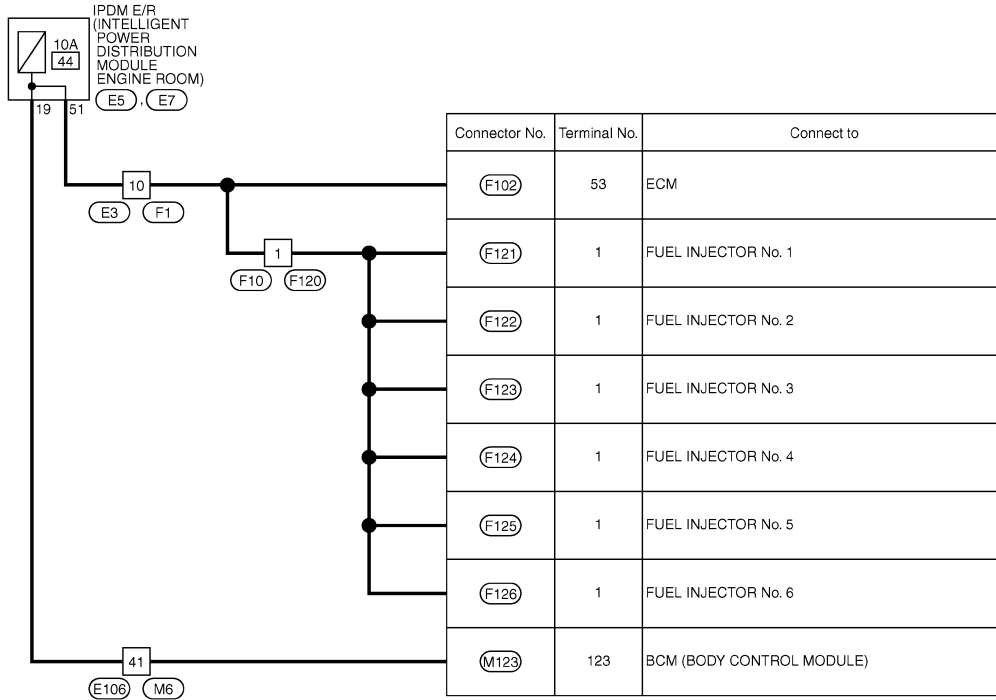 IPDM E/R
(INTELLIGENT
POWER
DISTRIBUTION
MODULE
ENGINE ROOM)
10A
44
E5 , E7
19 51
Connector No. Terminal No. Connect to
10
E3 F1
F102 53 ECM
1
F10 F120
F121 1 FUEL INJECTOR No. 1
F122 1 FUEL INJECTOR No. 2
F123 1 FUEL INJECTOR No. 3
F124 1 FUEL INJECTOR No. 4
F125 1 FUEL INJECTOR No. 5
F126 1 FUEL INJECTOR No. 6
41
E106 M6
M123 123 BCM (BODY CONTROL MODULE)